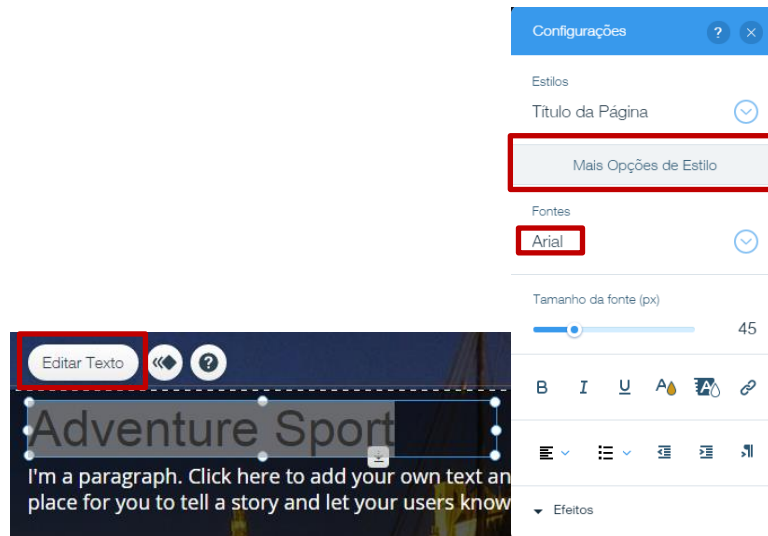 Configurações ?
Estilos
Título da Página
Mais Opções de Estilo
Fontes
Arial
Tamanho da fonte (px)
45
B I U A A
Efeitos
Editar Texto ?
Adventure Sport
I'm a paragraph. Click here to add your own text an
place for you to tell a story and let your users know